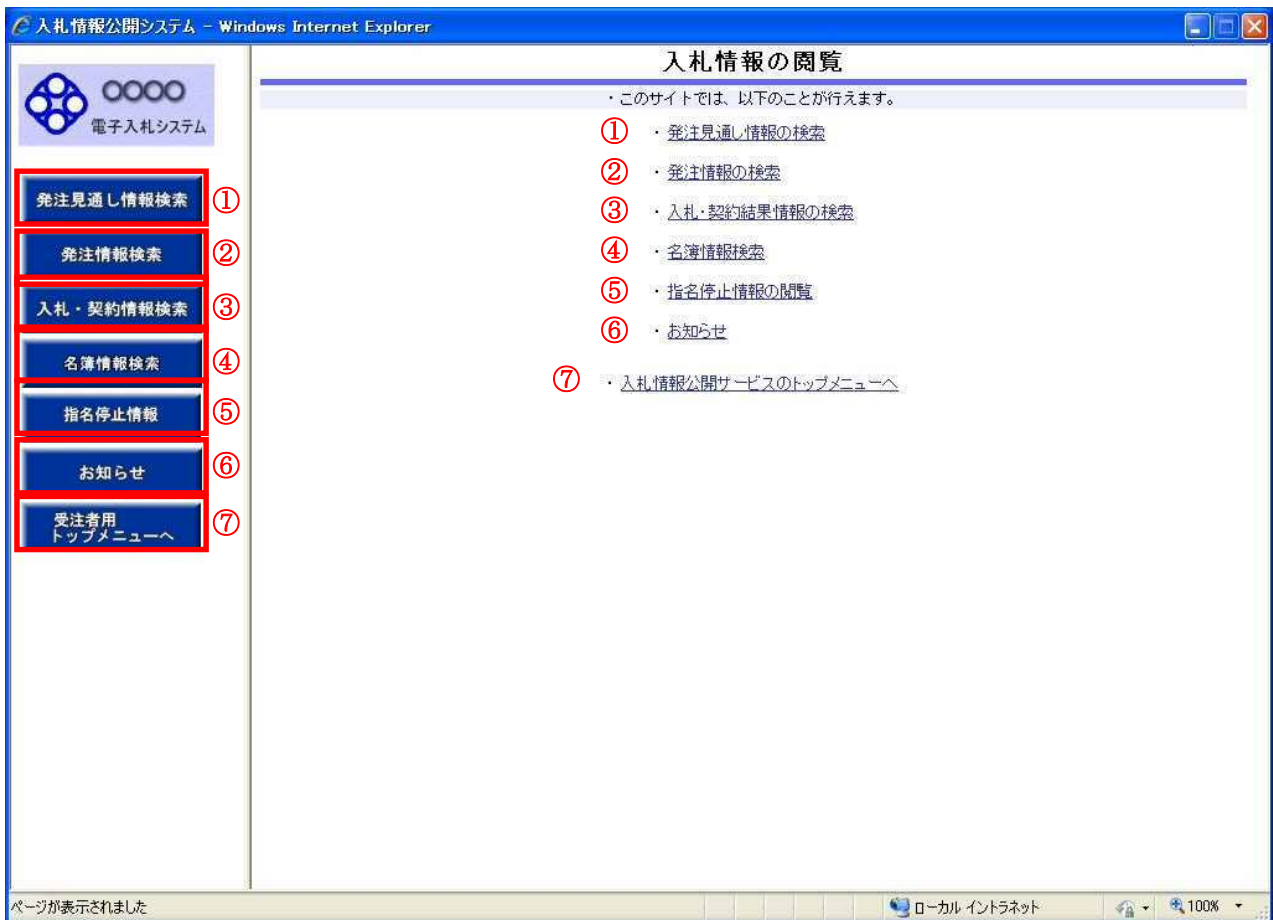 入札情報公開システム - Windows Internet Explorer
〇〇〇〇
電子入札システム
発注見通し情報検索 ①
発注情報検索 ②
入札・契約情報検索 ③
名簿情報検索 ④
指名停止情報 ⑤
お知らせ ⑥
受注者用
トップメニューへ ⑦
入札情報の閲覧
・このサイトでは、以下のことが行えます。
① ・発注見通し情報の検索
② ・発注情報の検索
③ ・入札・契約結果情報の検索
④ ・名簿情報検索
⑤ ・指名停止情報の閲覧
⑥ ・お知らせ
⑦ ・入札情報公開サービスのトップメニューへ
ページが表示されました
ローカル イントラネット
100%